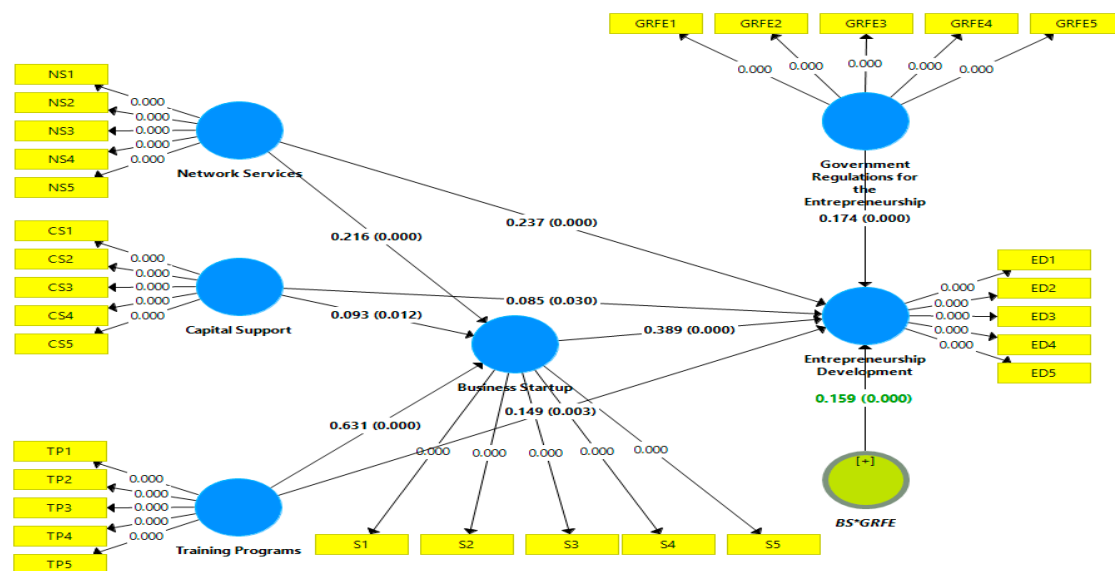 GRFE1 GRFE2 GRFE3 GRFE4 GRFE5
0.000 0.000 0.000 0.000 0.000
Government
Regulations for
the
Entrepreneurship
0.174 (0.000)
NS1
NS2
NS3
NS4
NS5
0.000
0.000
0.000
0.000
0.000
Network Services
0.237 (0.000)
0.216 (0.000)
CS1
CS2
CS3
CS4
CS5
0.000
0.000
0.000
0.000
0.000
Capital Support
0.085 (0.030)
0.093 (0.012)
0.389 (0.000)
Business Startup
ED1
ED2
ED3
ED4
ED5
0.000
0.000
0.000
0.000
0.000
Entrepreneurship
Development
0.159 (0.000)
[+]
BS*GRFE
0.149 (0.003)
0.631 (0.000)
TP1
TP2
TP3
TP4
TP5
0.000
0.000
0.000
0.000
0.000
Training Programs
0.000 0.000 0.000 0.000 0.000
S1 S2 S3 S4 S5